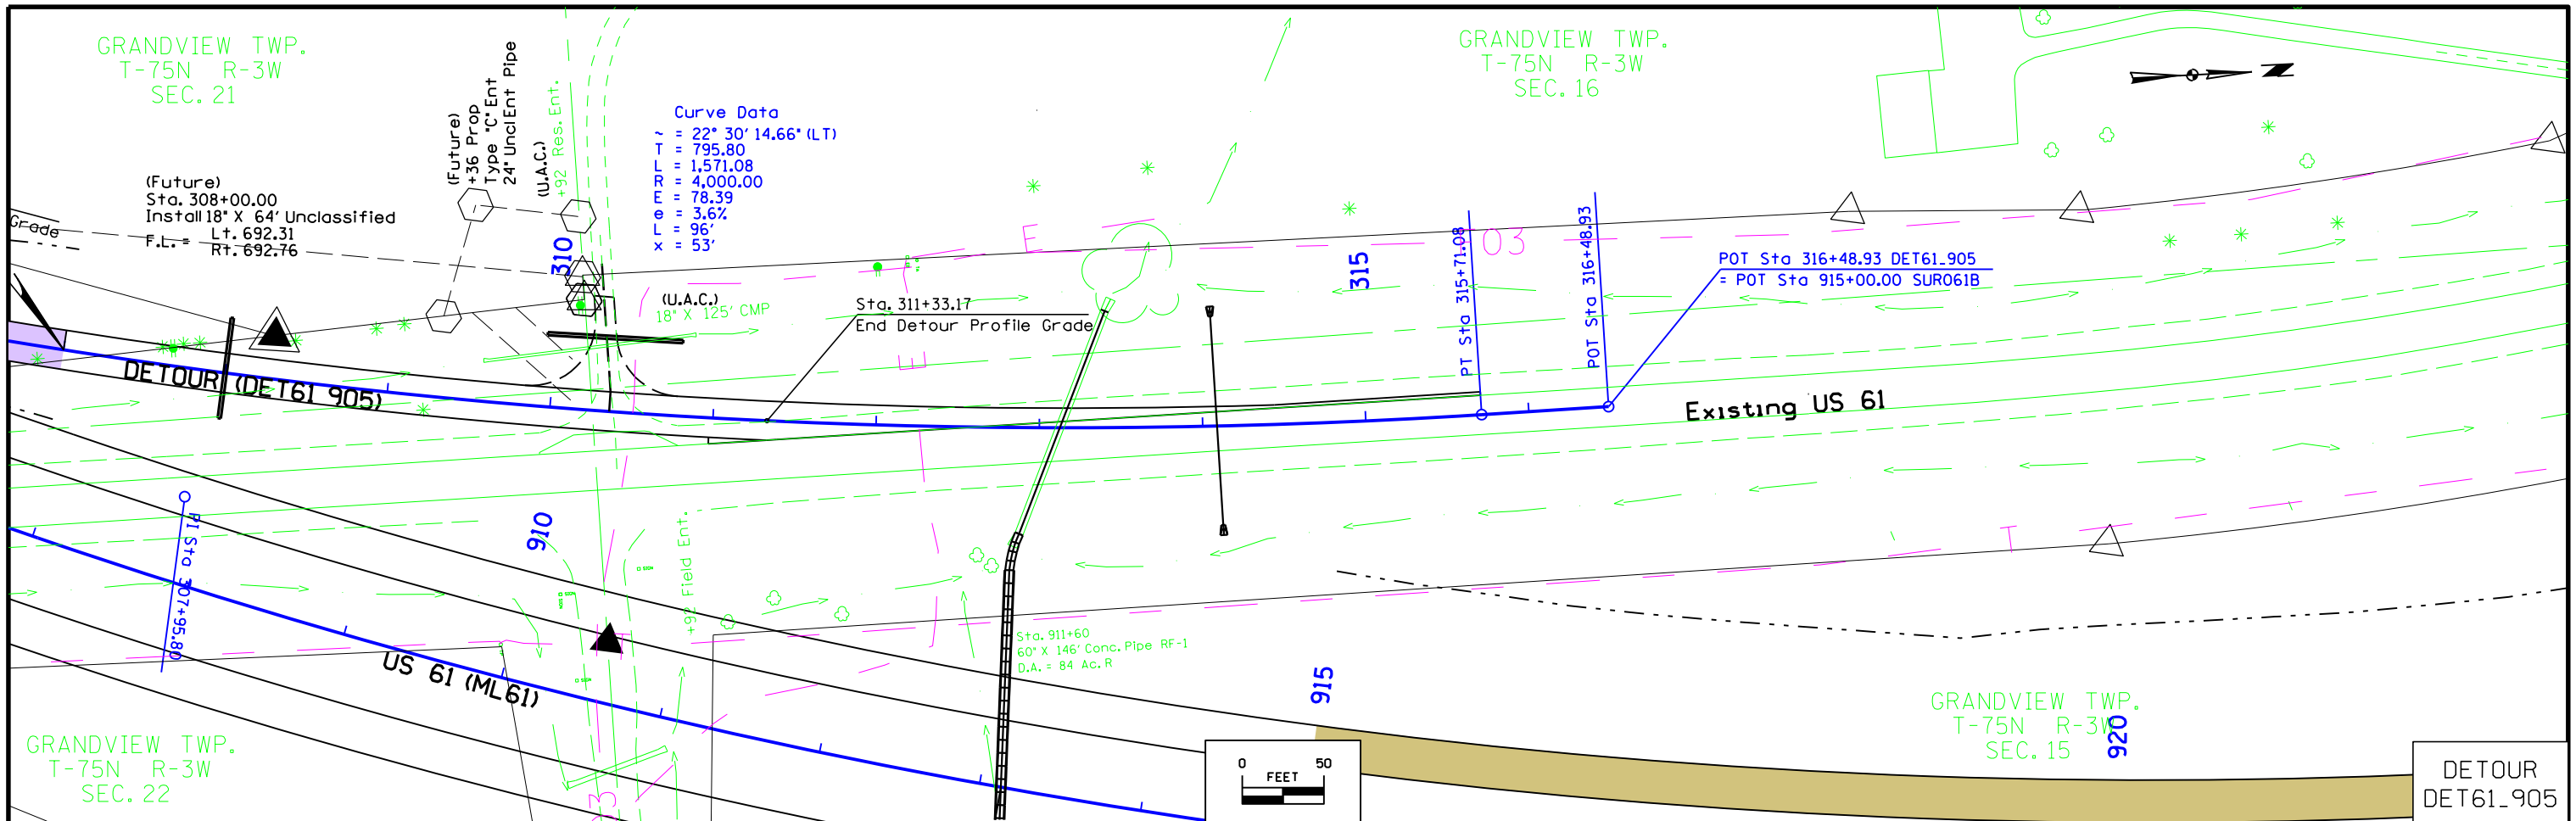 GRANDVIEW TWP.
T-75N R-3W
SEC. 21
(Future)
+36 Prop
Type "C" Ent
24" Uncl Ent Pipe
(U.A.C.)
+92 Res. Ent.
Curve Data
= 22° 30' 14.66" (LT)
T = 795.80
L = 1,571.08
R = 4,000.00
E = 78.39
e = 3.6%
L = 96'
x = 53'
GRANDVIEW TWP.
T-75N R-3W
SEC. 16
(Future)
Sta. 308+00.00
Install 18" X 64' Unclassified
F.L. = Lt. 692.31
Rt. 692.76
Grade
310
(U.A.C.)
18" X 125' CMP
Sta. 311+33.17
End Detour Profile Grade
E
E
315
PT Sta 315+71.08
03
POT Sta 316+48.93
POT Sta 316+48.93 DET61_905
= POT Sta 915+00.00 SUR061B
DETOUR (DET61_905)
Existing US 61
PI Sta 307+95.80
910
+92 Field Ent.
T
T
US 61 (ML61)
Sta. 911+60
60" X 146' Conc. Pipe RF-1
D.A. = 84 Ac. R
915
GRANDVIEW TWP.
T-75N R-3W
SEC. 15
920
GRANDVIEW TWP.
T-75N R-3W
SEC. 22
0 50
FEET
DETOUR
DET61_905